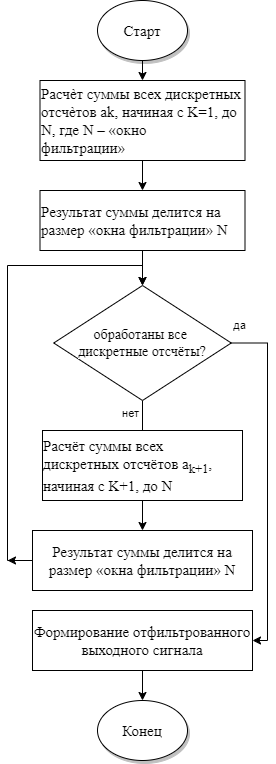 Старт
Расчѐт суммы всех дискретных
отсчѐтов ak, начиная с K=1, до
N, где N – «окно
фильтрации»
Результат суммы делится на
размер «окна фильтрации» N
обработаны все
дискретные отсчёты?
да
нет
Расчёт суммы всех
дискретных отсчётов ak+1,
начиная с K+1, до N
Результат суммы делится на
размер «окна фильтрации» N
Формирование отфильтрованного
выходного сигнала
Конец